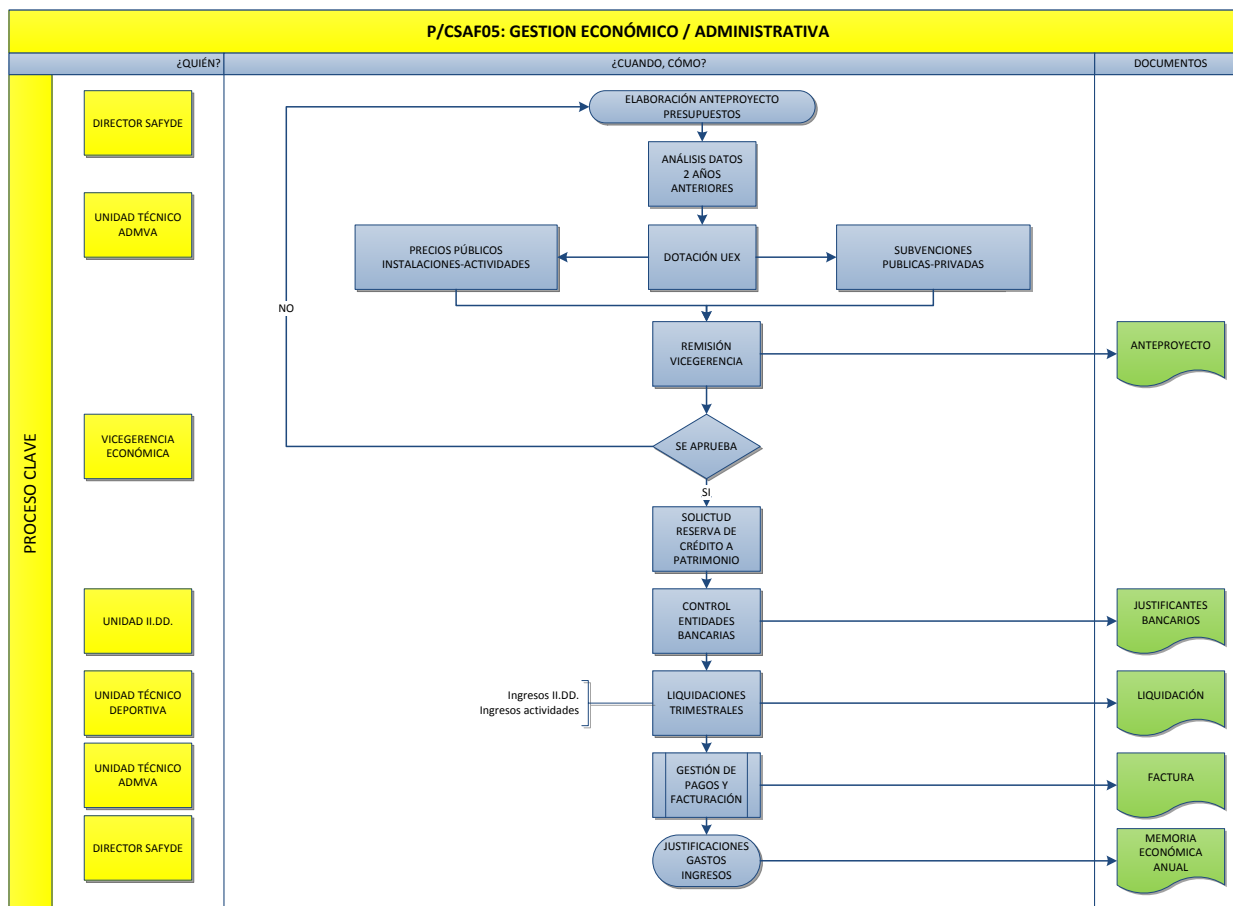 P/CSAF05: GESTION ECONÓMICO / ADMINISTRATIVA
¿QUIÉN?
¿CUANDO, CÓMO?
DOCUMENTOS
PROCESO CLAVE
DIRECTOR SAFYDE
ELABORACIÓN ANTEPROYECTO
PRESUPUESTOS
ANÁLISIS DATOS
2 AÑOS
ANTERIORES
UNIDAD TÉCNICO
ADMVA
PRECIOS PÚBLICOS
INSTALACIONES-ACTIVIDADES
DOTACIÓN UEX
SUBVENCIONES
PUBLICAS-PRIVADAS
NO
REMISIÓN
VICEGERENCIA
ANTEPROYECTO
VICEGERENCIA
ECONÓMICA
SE APRUEBA
SI
SOLICTUD
RESERVA DE
CRÉDITO A
PATRIMONIO
UNIDAD II.DD.
CONTROL
ENTIDADES
BANCARIAS
JUSTIFICANTES
BANCARIOS
UNIDAD TÉCNICO
DEPORTIVA
Ingresos II.DD.
Ingresos actividades
LIQUIDACIONES
TRIMESTRALES
LIQUIDACIÓN
UNIDAD TÉCNICO
ADMVA
GESTIÓN DE
PAGOS Y
FACTURACIÓN
FACTURA
DIRECTOR SAFYDE
JUSTIFICACIONES
GASTOS
INGRESOS
MEMORIA
ECONÓMICA
ANUAL